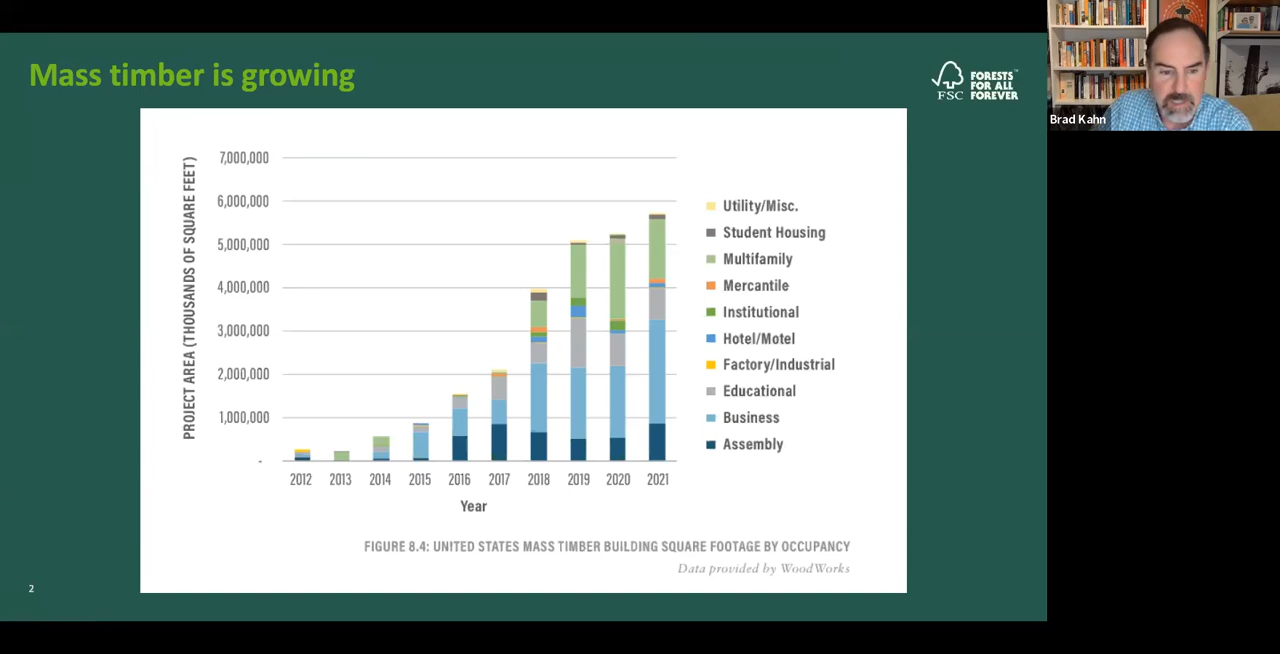 Mass timber is growing
FSC
FORESTS™
FOR ALL
FOREVER
Brad Kahn
PROJECT AREA (THOUSANDS OF SQUARE FEET)
7,000,000
6,000,000
5,000,000
4,000,000
3,000,000
2,000,000
1,000,000
-
2012 2013 2014 2015 2016 2017 2018 2019 2020 2021
Year
Utility/Misc.
Student Housing
Multifamily
Mercantile
Institutional
Hotel/Motel
Factory/Industrial
Educational
Business
Assembly
FIGURE 8.4: UNITED STATES MASS TIMBER BUILDING SQUARE FOOTAGE BY OCCUPANCY
Data provided by WoodWorks
2